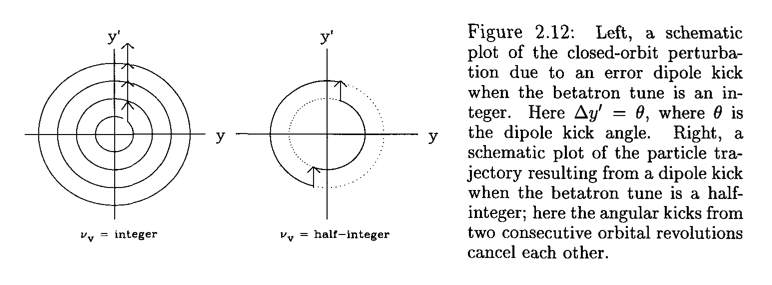 y'
y
ν_v = integer
y'
y
ν_v = half-integer
Figure 2.12: Left, a schematic
plot of the closed-orbit perturba-
tion due to an error dipole kick
when the betatron tune is an in-
teger. Here Δy′ = θ, where θ is
the dipole kick angle. Right, a
schematic plot of the particle tra-
jectory resulting from a dipole kick
when the betatron tune is a half-
integer; here the angular kicks from
two consecutive orbital revolutions
cancel each other.